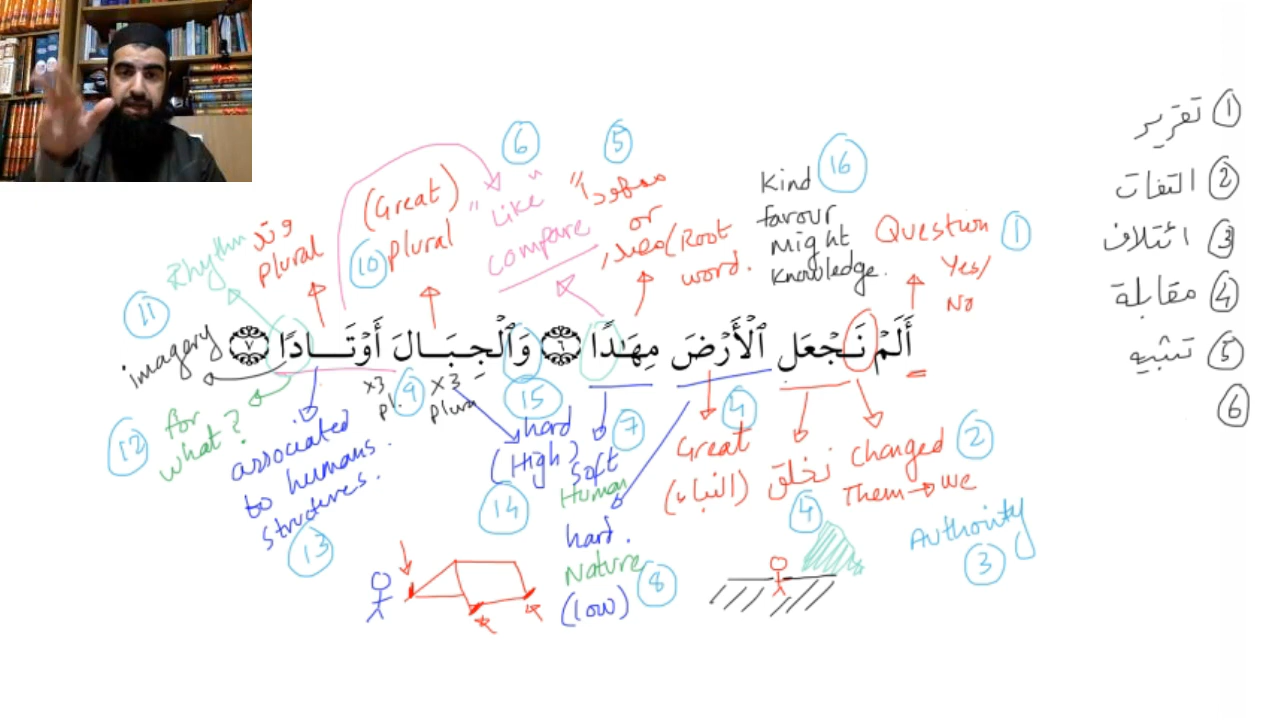 ① تقرير
② التفات
③ ائتلاف
④ مقابلة
⑤ تشبيه
⑥
⑯
Kind
favour
might
knowledge.
Question ①
Yes/
No
⑤
"ممهودا"
or
مصدر (Root
word.
⑥
"Like"
compare
(Great)
⑩ plural
وتد
plural
Rhythm
⑪
imagery
أَلَمْ نَجْعَلِ ٱلْأَرْضَ مِهَـٰدًا ٦ وَٱلْجِبَالَ أَوْتَادًا ٧
x3
pl.
⑨
x3
plura
⑮
⑫
for
what?
associated
to humans
structures.
⑬
hard
(High)
⑭
⑦
Soft
Human
hard.
Nature
(low)
⑧
④
Great
(النبإ)
نخلق
④
Changed ②
Them → we
Authority
③